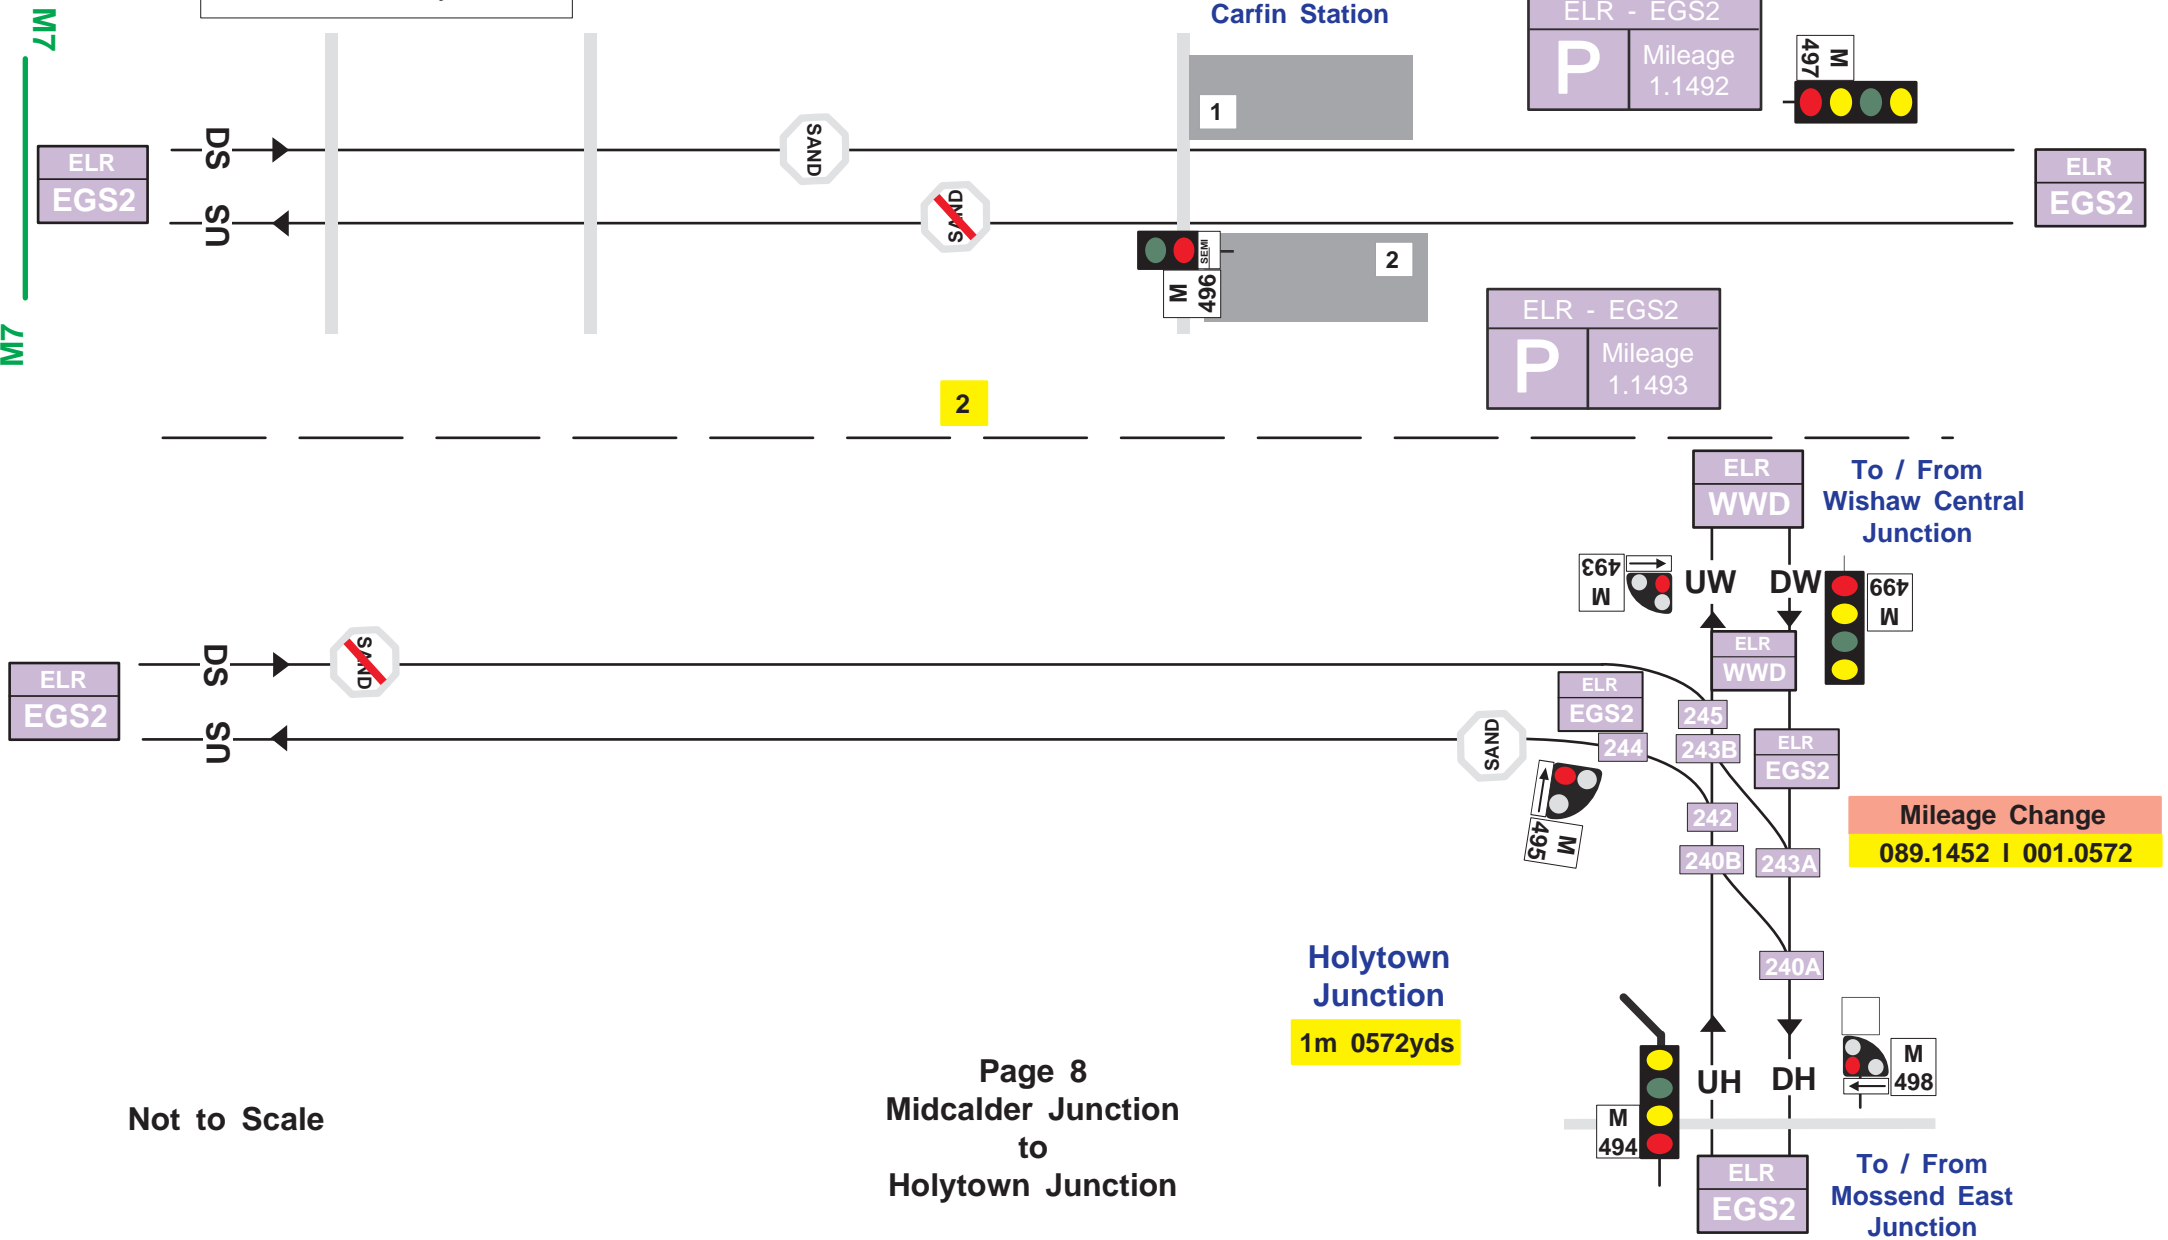 M7
Carfin Station
ELR - EGS2
P
Mileage
1.1492
M
497
1
DS
SAND
ELR
EGS2
ELR
EGS2
US
SAND
SEMI
M
496
2
M7
ELR - EGS2
P
Mileage
1.1493
2
ELR
WWD
To / From
Wishaw Central
Junction
M
493
UW
DW
M
499
DS
SAND
ELR
WWD
ELR
EGS2
ELR
EGS2
245
US
SAND
244
243B
ELR
EGS2
M
495
242
Mileage Change
089.1452 I 001.0572
240B
243A
Holytown
Junction
240A
1m 0572yds
Page 8
Midcalder Junction
to
Holytown Junction
Not to Scale
UH
DH
M
498
M
494
ELR
EGS2
To / From
Mossend East
Junction